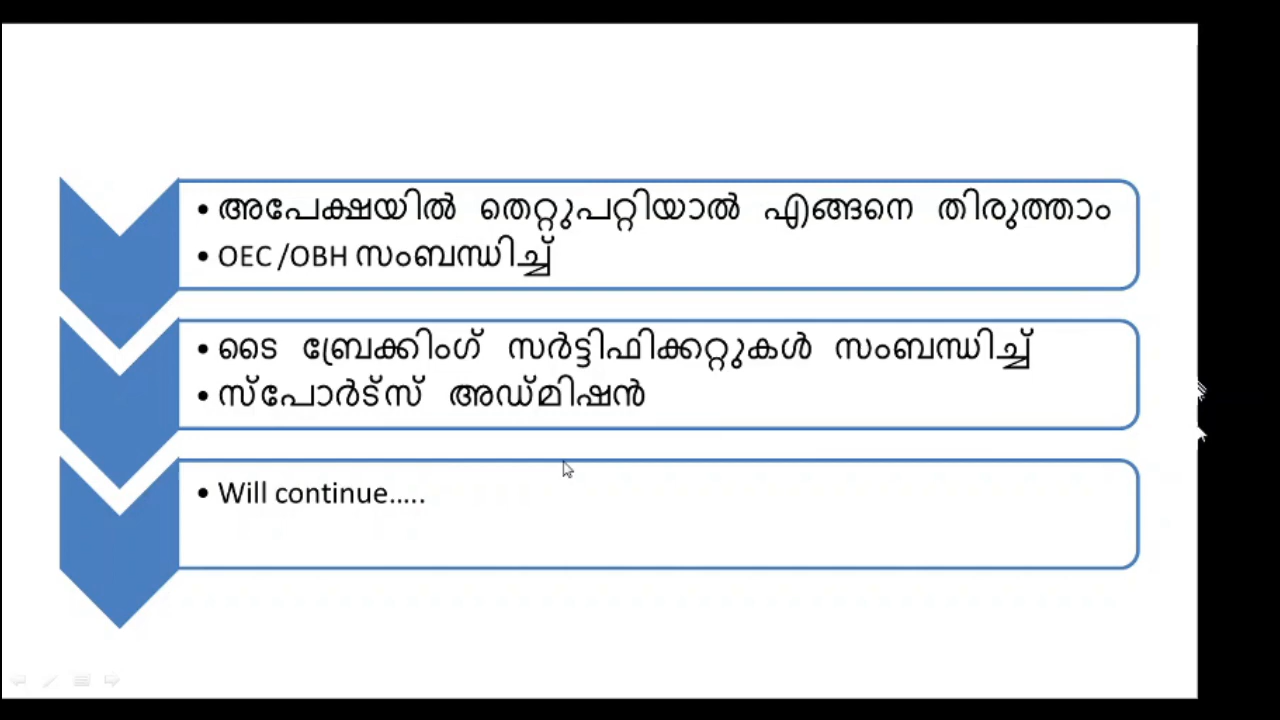 • അപേക്ഷയിൽ തെറ്റുപറ്റിയാൽ എങ്ങനെ തിരുത്താം
• OEC /OBH സംബന്ധിച്ച്
• ടൈ ബ്രേക്കിംഗ് സർട്ടിഫിക്കറ്റുകൾ സംബന്ധിച്ച്
• സ്പോർട്സ് അഡ്മിഷൻ
• Will continue.....